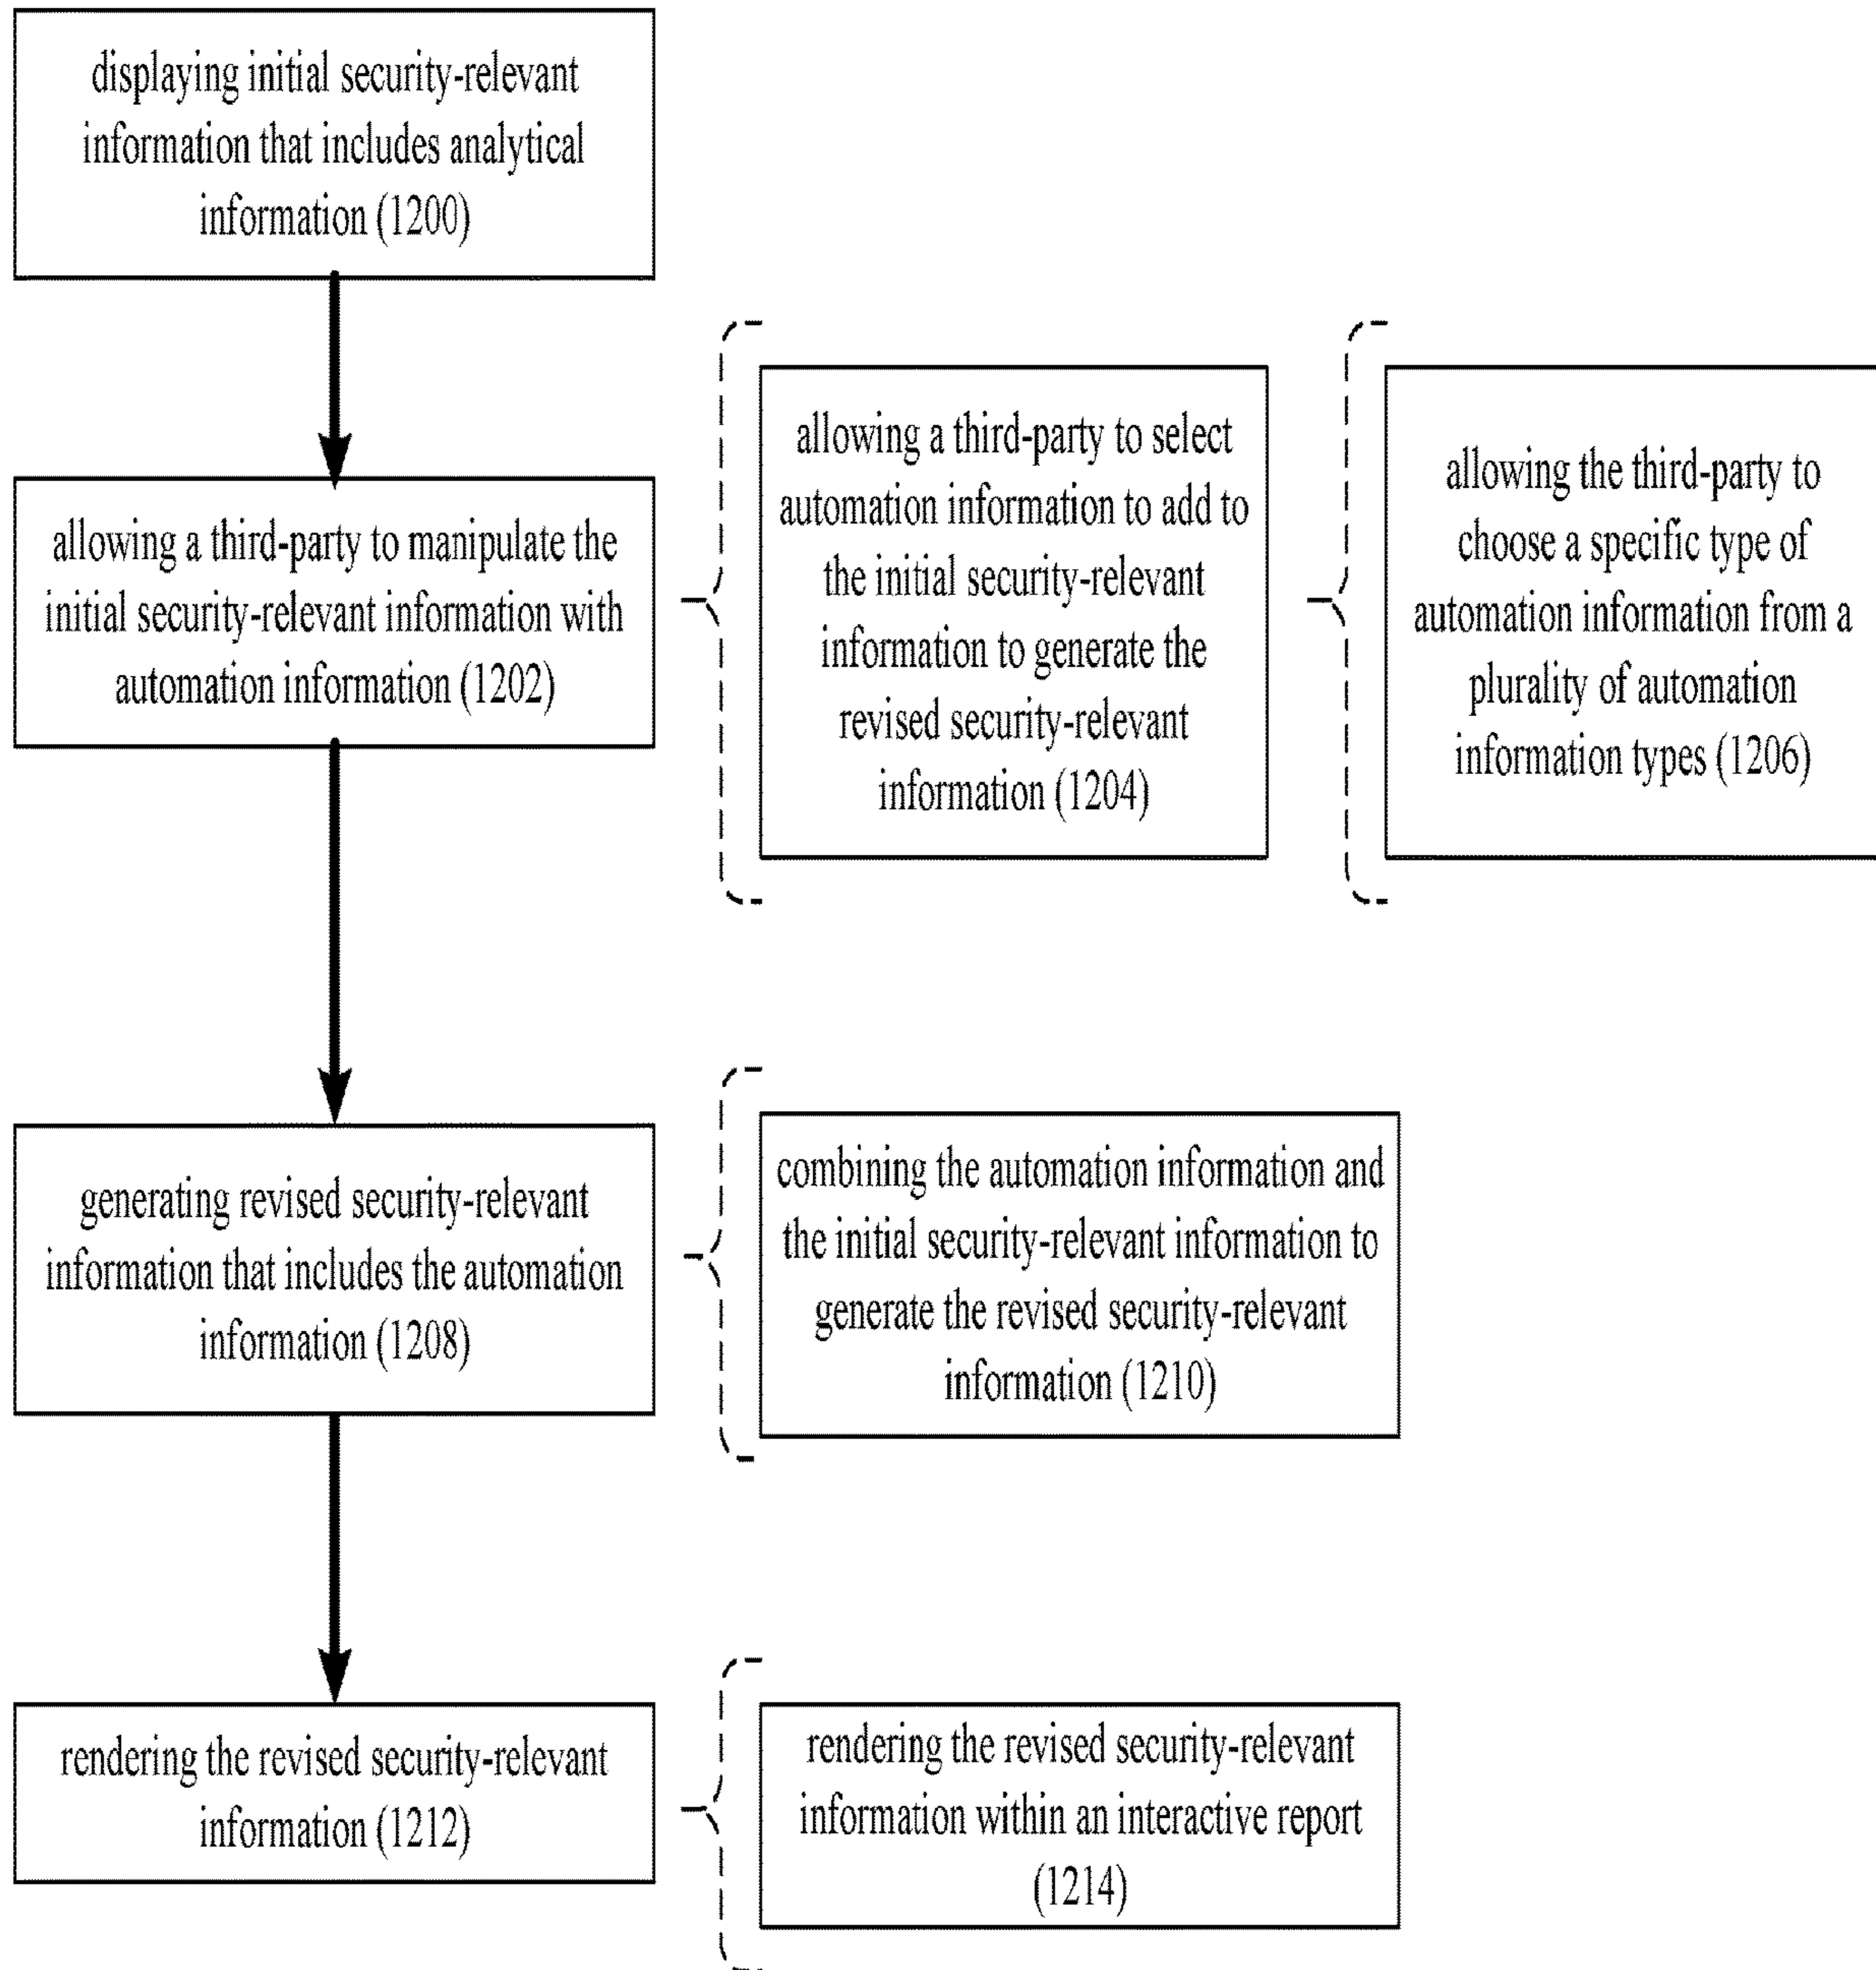 displaying initial security-relevant
information that includes analytical
information (1200)
allowing a third-party to manipulate the
initial security-relevant information with
automation information (1202)
allowing a third-party to select
automation information to add to
the initial security-relevant
information to generate the
revised security-relevant
information (1204)
allowing the third-party to
choose a specific type of
automation information from a
plurality of automation
information types (1206)
generating revised security-relevant
information that includes the automation
information (1208)
combining the automation information and
the initial security-relevant information to
generate the revised security-relevant
information (1210)
rendering the revised security-relevant
information (1212)
rendering the revised security-relevant
information within an interactive report
(1214)